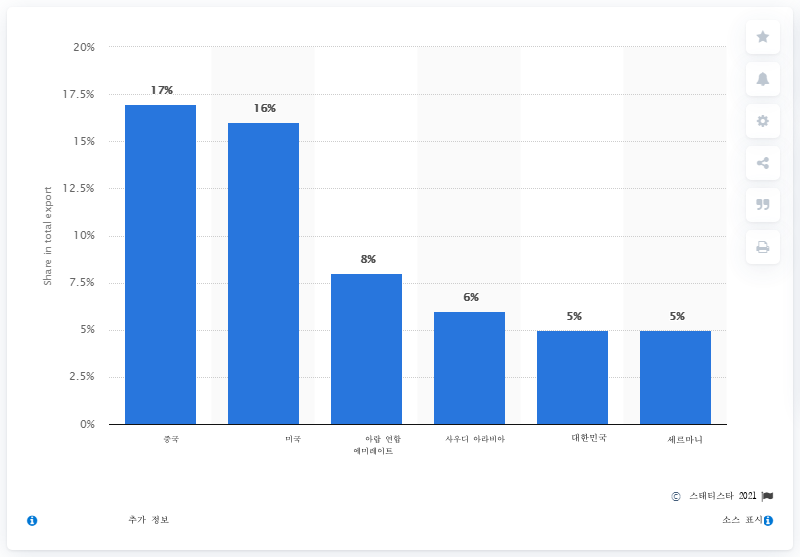 20%
17.5%
15%
12.5%
10%
7.5%
5%
2.5%
0%
Share in total export
17%
16%
8%
6%
5%
5%
중국
미국
아랍 연합
에미레이트
사우디 아라비아
대한민국
세르마니
© 스태티스타 2021
추가 정보
소스 표시